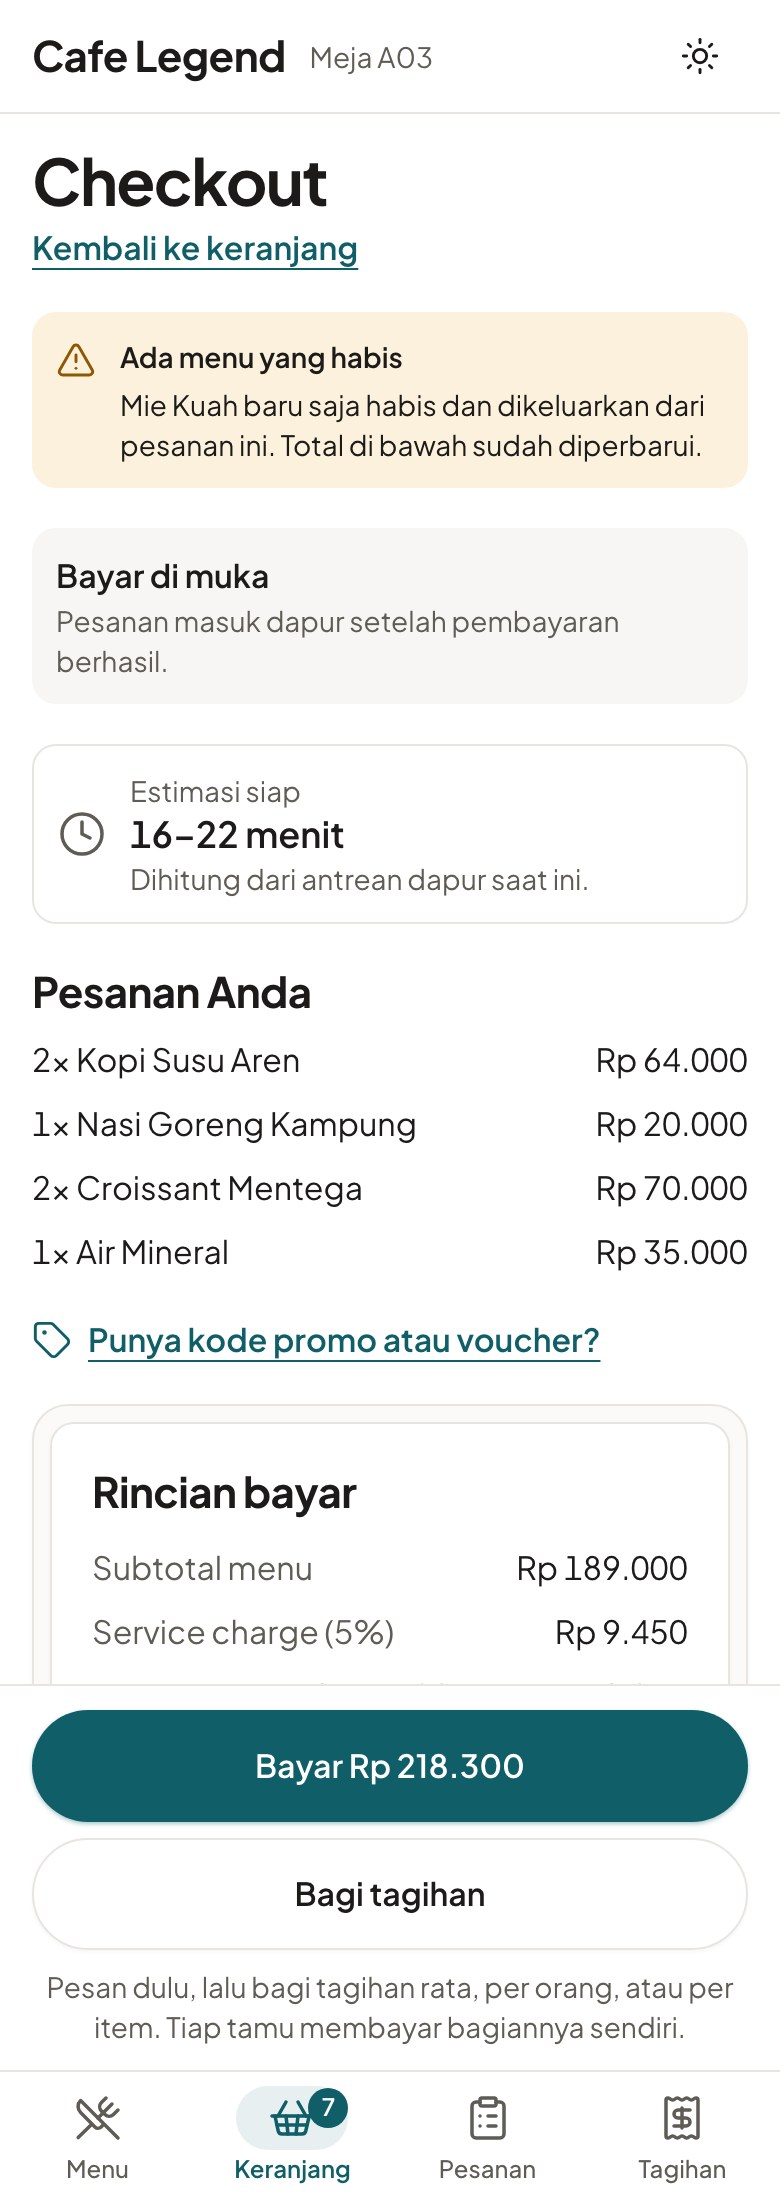 Cafe Legend Meja A03
Checkout
Kembali ke keranjang
Ada menu yang habis
Mie Kuah baru saja habis dan dikeluarkan dari
pesanan ini. Total di bawah sudah diperbarui.
Bayar di muka
Pesanan masuk dapur setelah pembayaran
berhasil.
Estimasi siap
16–22 menit
Dihitung dari antrean dapur saat ini.
Pesanan Anda
2× Kopi Susu Aren Rp 64.000
1× Nasi Goreng Kampung Rp 20.000
2× Croissant Mentega Rp 70.000
1× Air Mineral Rp 35.000
Punya kode promo atau voucher?
Rincian bayar
Subtotal menu Rp 189.000
Service charge (5%) Rp 9.450
Bayar Rp 218.300
Bagi tagihan
Pesan dulu, lalu bagi tagihan rata, per orang, atau per
item. Tiap tamu membayar bagiannya sendiri.
7
Menu Keranjang Pesanan Tagihan